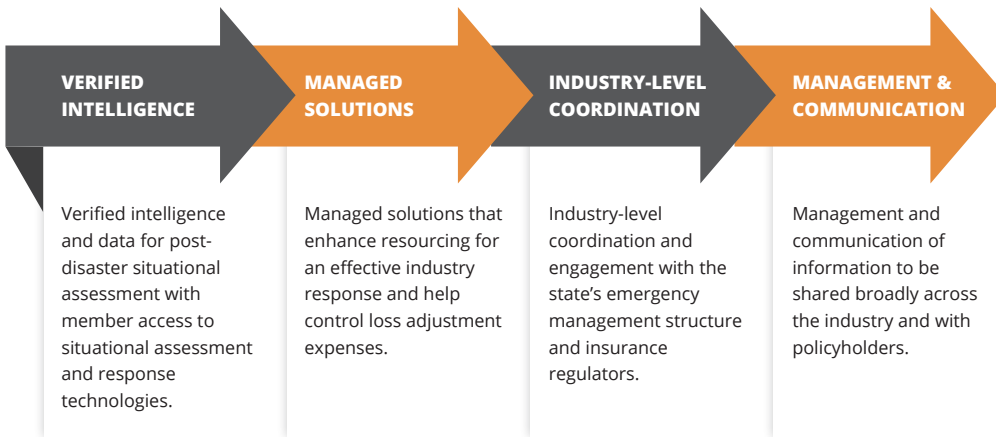 VERIFIED
INTELLIGENCE
MANAGED
SOLUTIONS
INDUSTRY-LEVEL
COORDINATION
MANAGEMENT &
COMMUNICATION
Verified intelligence
and data for post-
disaster situational
assessment with
member access to
situational assessment
and response
technologies.
Managed solutions that
enhance resourcing for
an effective industry
response and help
control loss adjustment
expenses.
Industry-level
coordination and
engagement with the
state’s emergency
management structure
and insurance
regulators.
Management and
communication of
information to be
shared broadly across
the industry and with
policyholders.